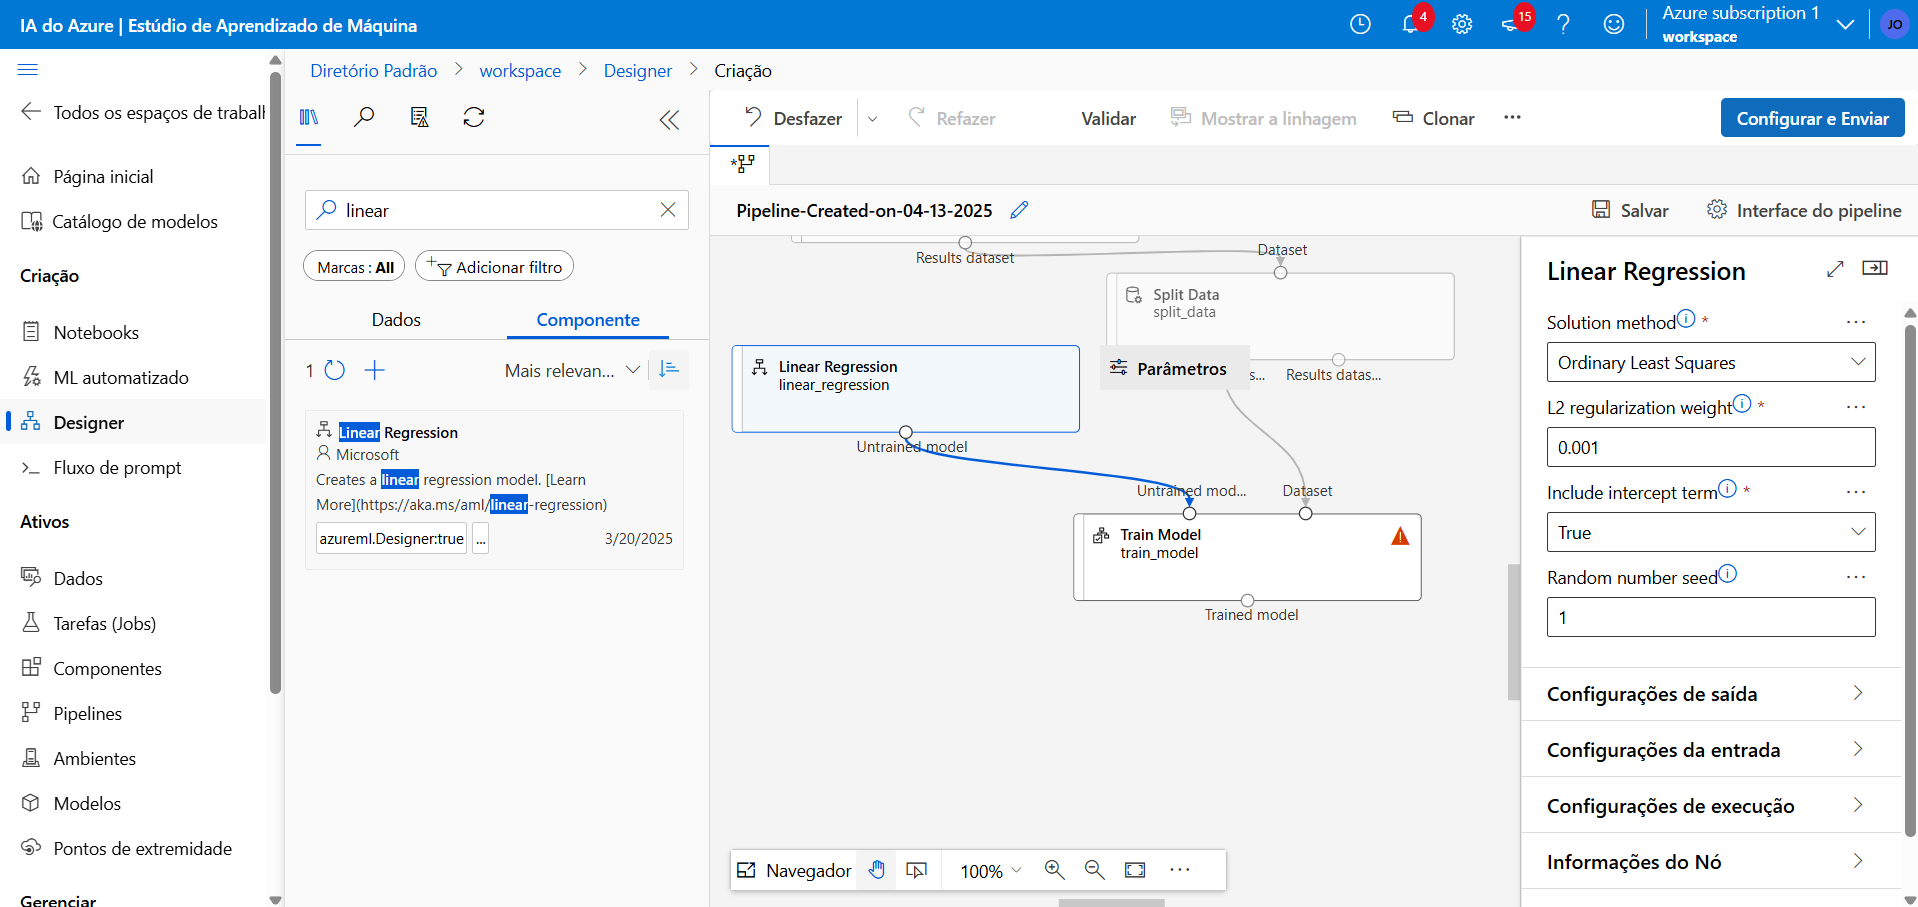 IA do Azure | Estúdio de Aprendizado de Máquina
4
15
Azure subscription 1
workspace
JO
Todos os espaços de trabalh
Página inicial
Catálogo de modelos
Criação
Notebooks
ML automatizado
Designer
Fluxo de prompt
Ativos
Dados
Tarefas (Jobs)
Componentes
Pipelines
Ambientes
Modelos
Pontos de extremidade
Gerenciar
Diretório Padrão > workspace > Designer > Criação
linear
Marcas : All
Adicionar filtro
Dados
Componente
1
Mais relevan...
Linear Regression
Microsoft
Creates a linear regression model. [Learn
More](https://aka.ms/aml/linear-regression)
azureml.Designer:true
...
3/20/2025
Desfazer
Refazer
Validar
Mostrar a linhagem
Clonar
...
Configurar e Enviar
Pipeline-Created-on-04-13-2025
Salvar
Interface do pipeline
Results dataset
Dataset
Split Data
split_data
Linear Regression
linear_regression
Parâmetros
s...
Results datas...
Untrained model
Untrained mod...
Dataset
Train Model
train_model
Trained model
Navegador
100%
...
Linear Regression
Solution method *
...
Ordinary Least Squares
L2 regularization weight *
...
0.001
Include intercept term *
...
True
Random number seed
...
1
Configurações de saída
Configurações da entrada
Configurações de execução
Informações do Nó